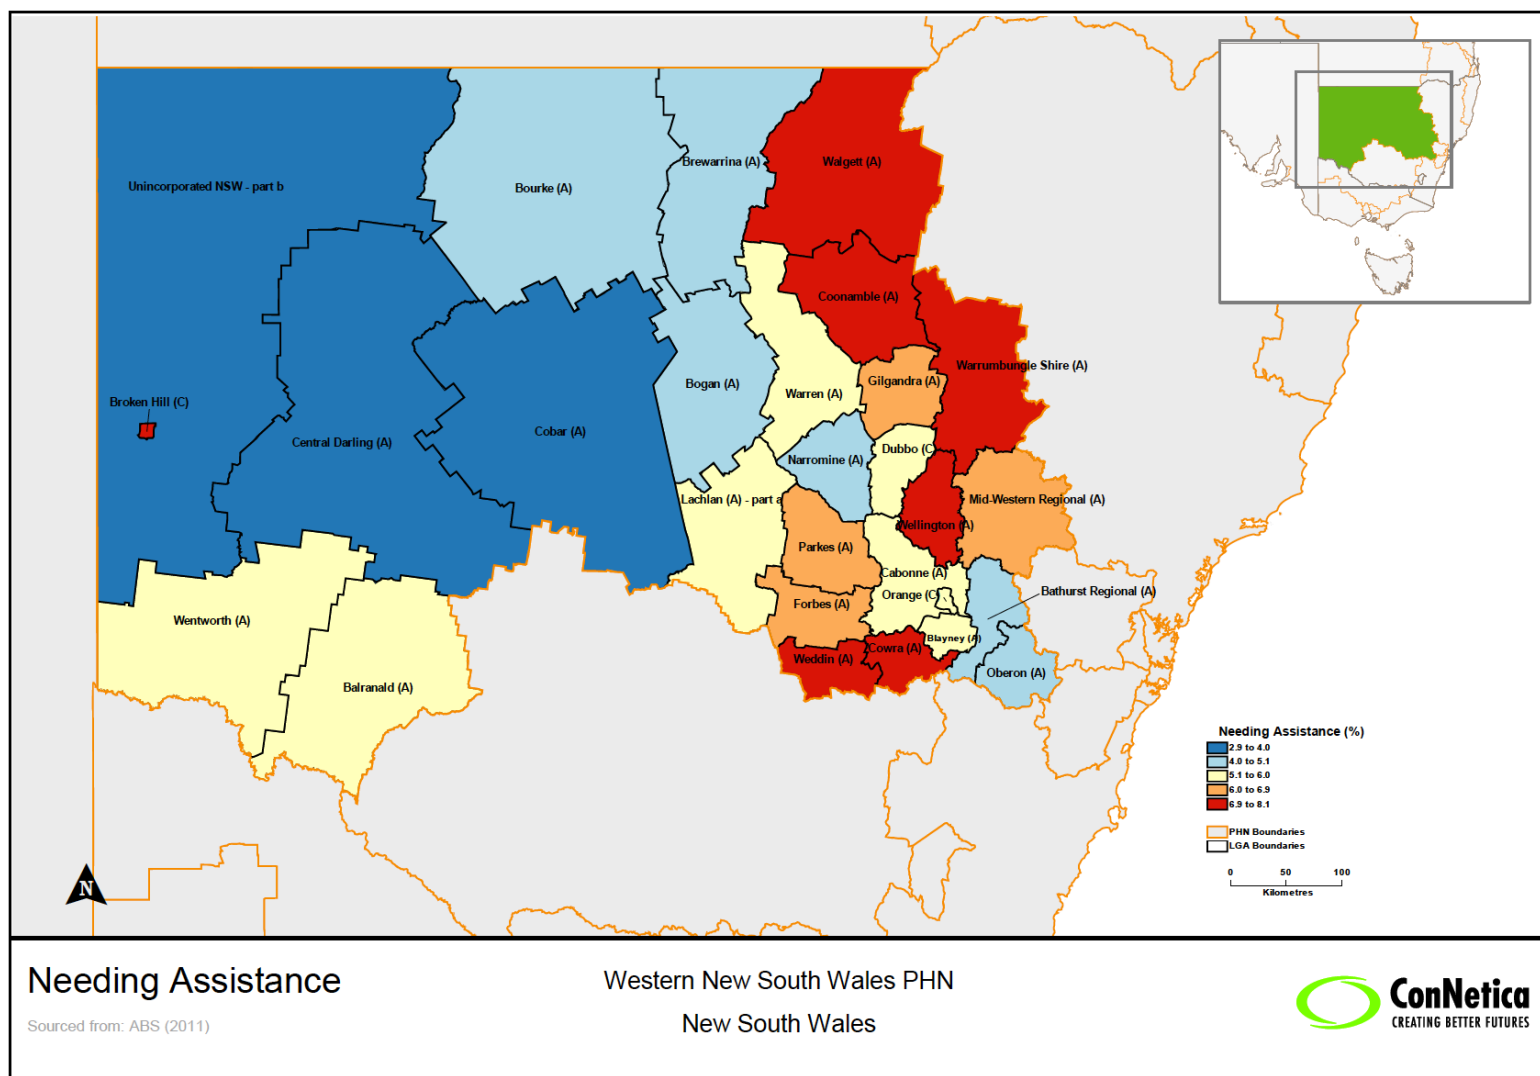 Unincorporated NSW - part b
Bourke (A)
Brewarrina (A)
Walgett (A)
Coonamble (A)
Warrumbungle Shire (A)
Gilgandra (A)
Bogan (A)
Warren (A)
Broken Hill (C)
Central Darling (A)
Cobar (A)
Dubbo (C)
Narromine (A)
Lachlan (A) - part a
Mid-Western Regional (A)
Wellington (A)
Parkes (A)
Cabonne (A)
Orange (C)
Bathurst Regional (A)
Forbes (A)
Wentworth (A)
Blayney (A)
Cowra (A)
Weddin (A)
Oberon (A)
Balranald (A)
Needing Assistance (%)
2.9 to 4.0
4.0 to 5.1
5.1 to 6.0
6.0 to 6.9
6.9 to 8.1
PHN Boundaries
LGA Boundaries
0 50 100
Kilometres
N
Needing Assistance
Sourced from: ABS (2011)
Western New South Wales PHN
New South Wales
ConNetica
CREATING BETTER FUTURES